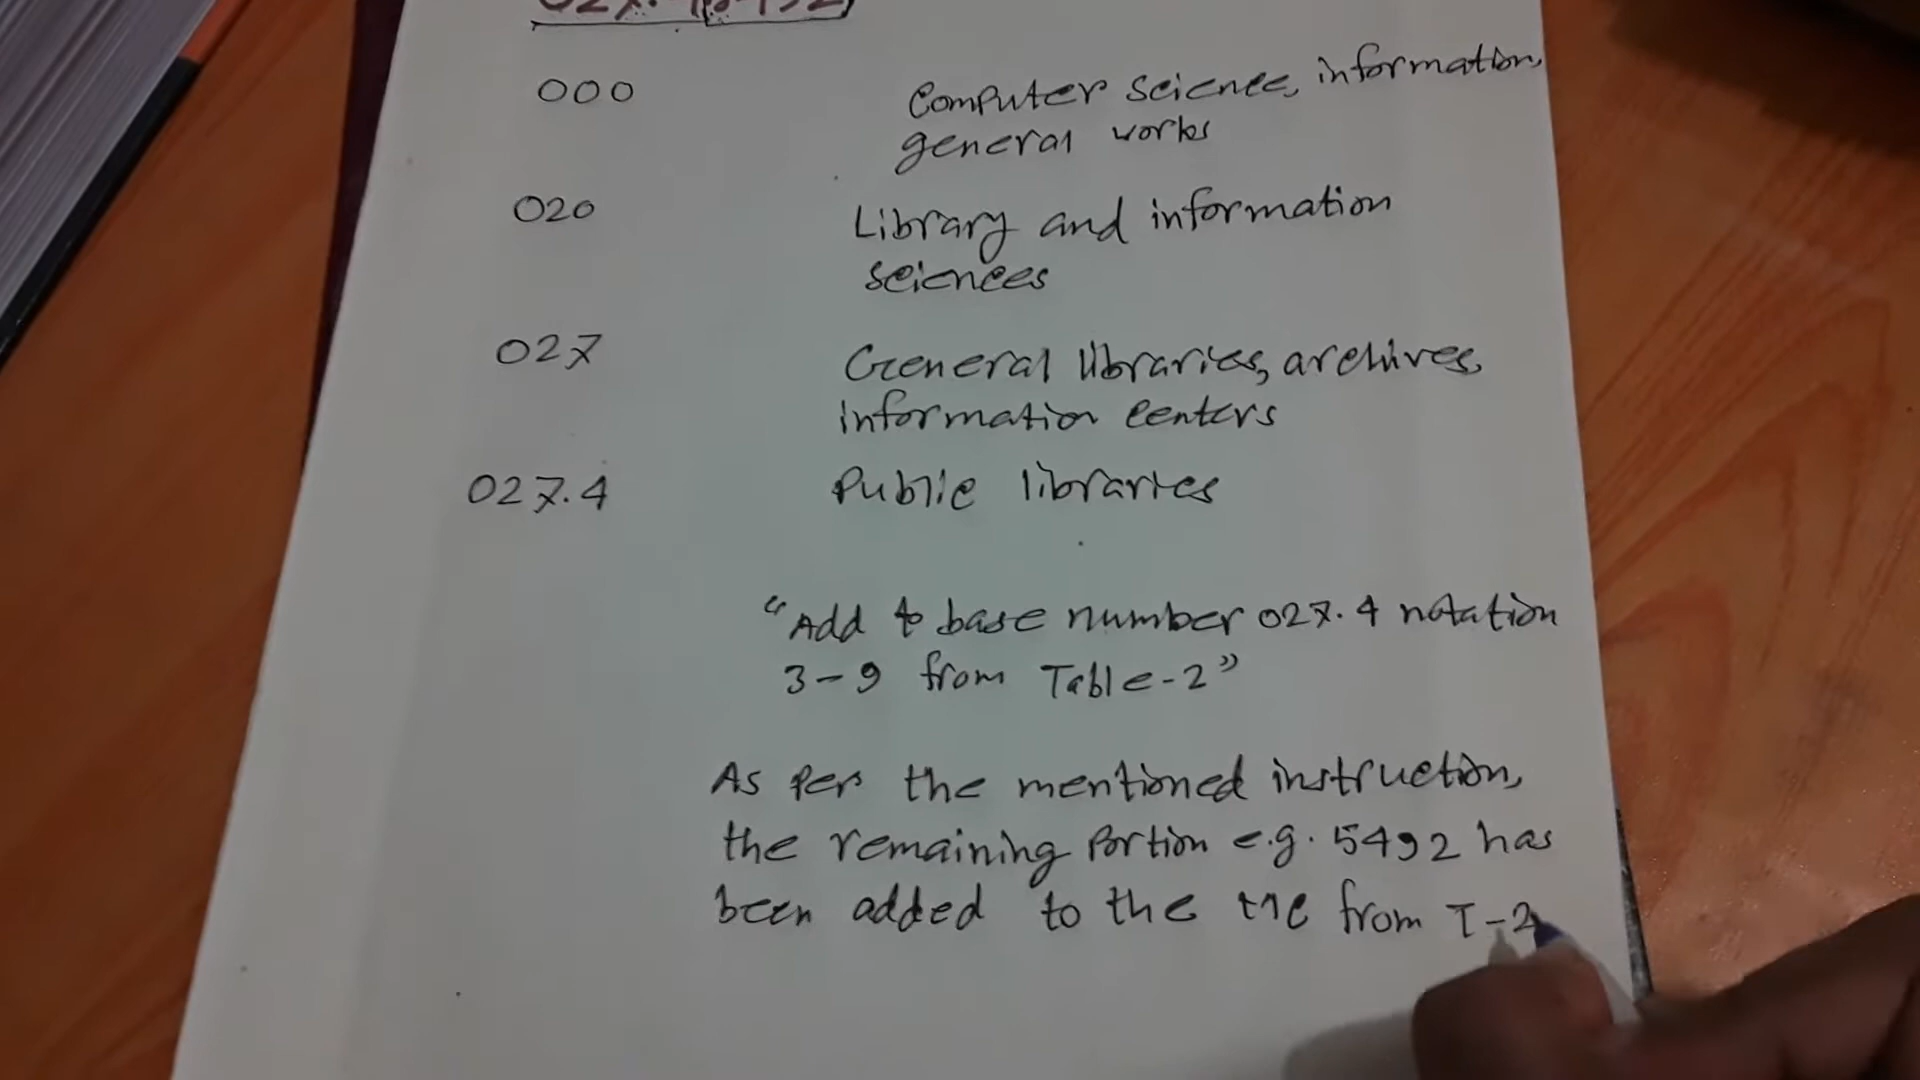 000 Computer Science, information,
general works
020 Library and information
sciences
027 General libraries, archives,
information centers
027.4 Public libraries
"Add to base number 027.4 notation
3-9 from Table-2"
As per the mentioned instruction,
the remaining portion e.g. 5492 has
been added to the the from T-2